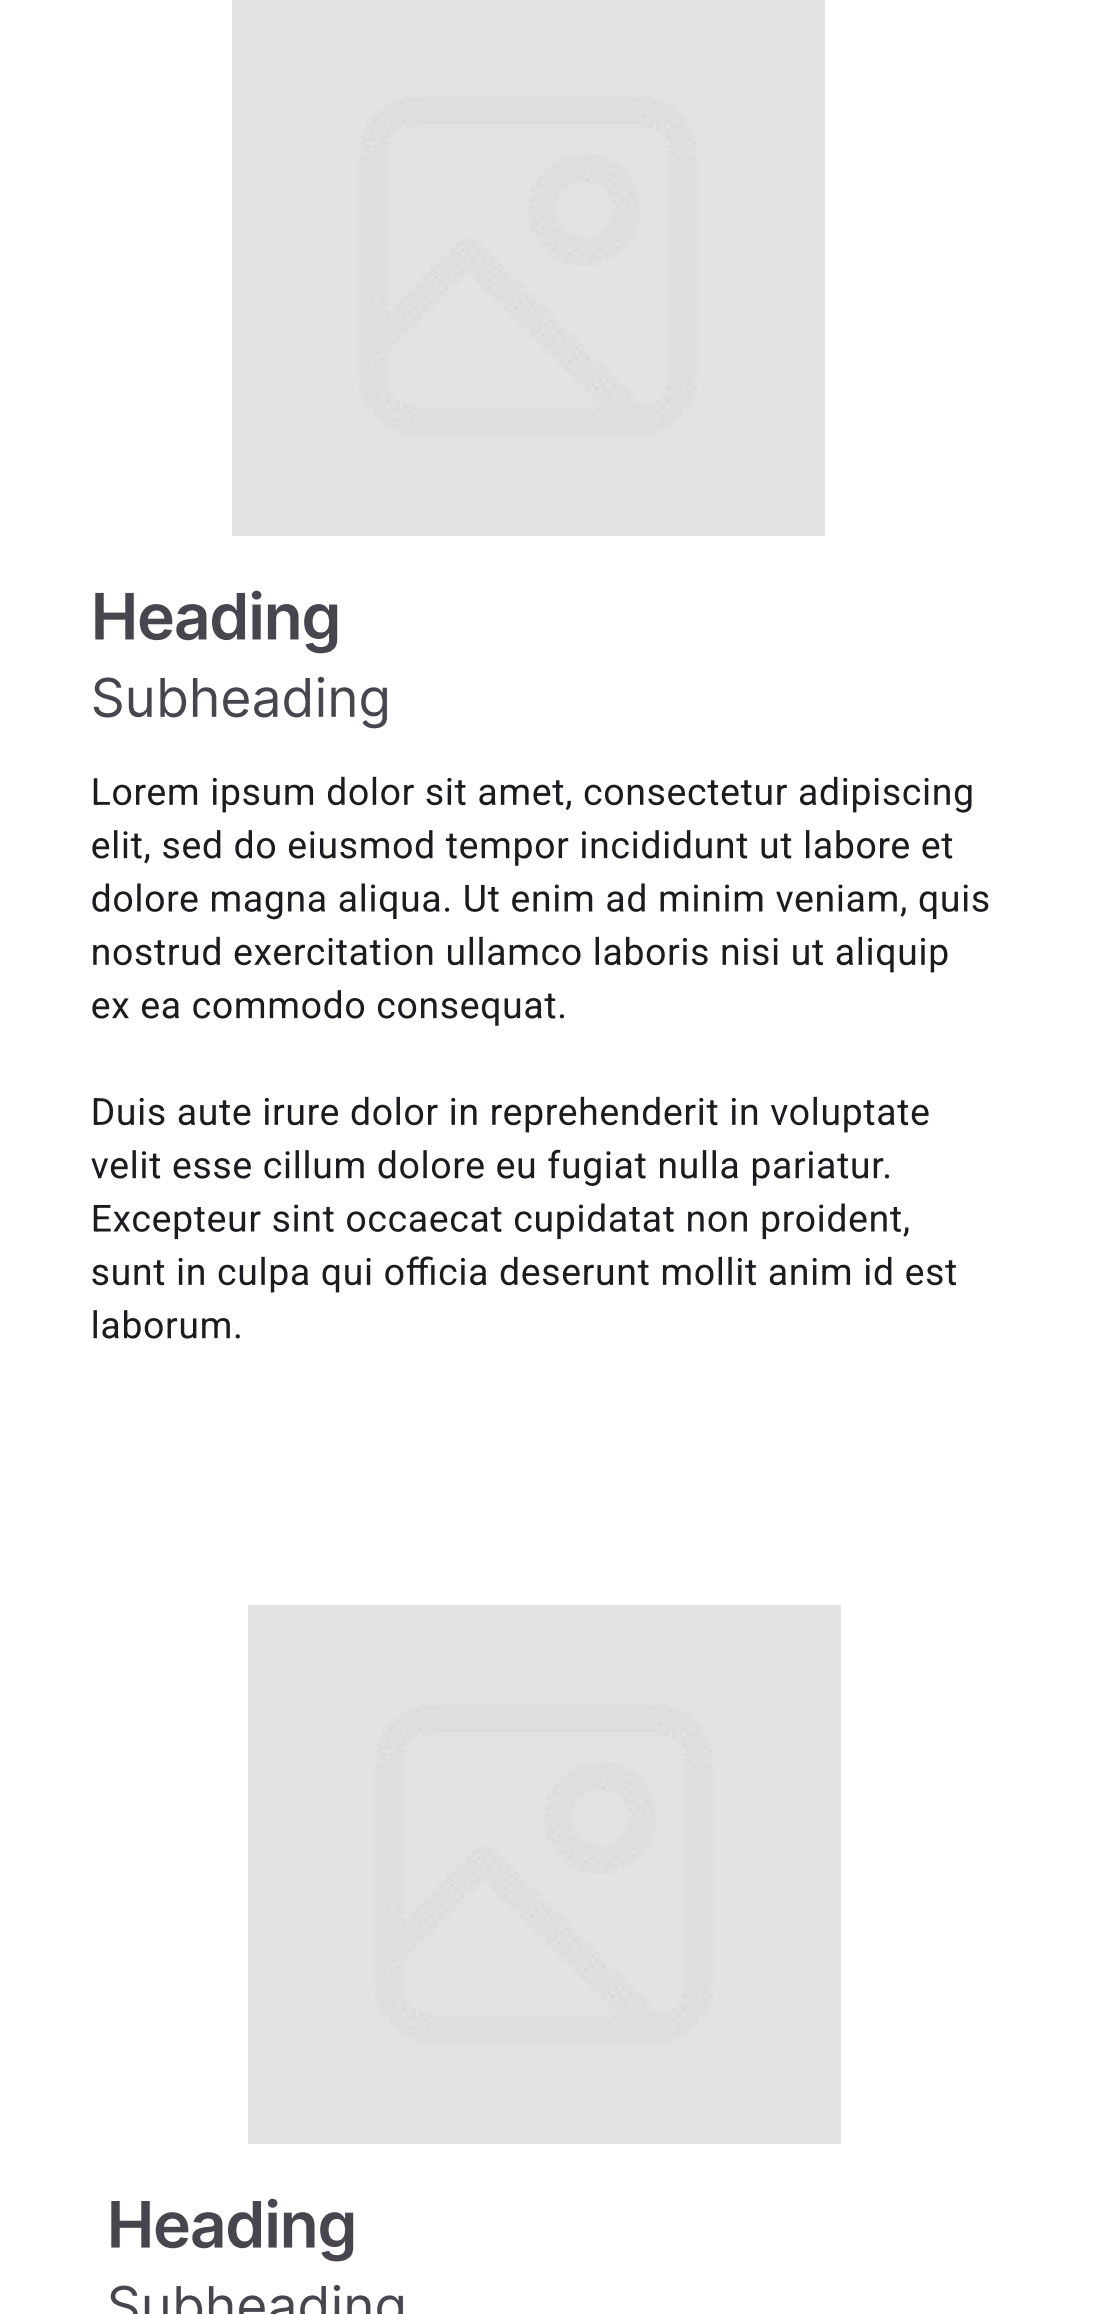 Heading
Subheading
Lorem ipsum dolor sit amet, consectetur adipiscing
elit, sed do eiusmod tempor incididunt ut labore et
dolore magna aliqua. Ut enim ad minim veniam, quis
nostrud exercitation ullamco laboris nisi ut aliquip
ex ea commodo consequat.
Duis aute irure dolor in reprehenderit in voluptate
velit esse cillum dolore eu fugiat nulla pariatur.
Excepteur sint occaecat cupidatat non proident,
sunt in culpa qui officia deserunt mollit anim id est
laborum.
Heading
Subheading